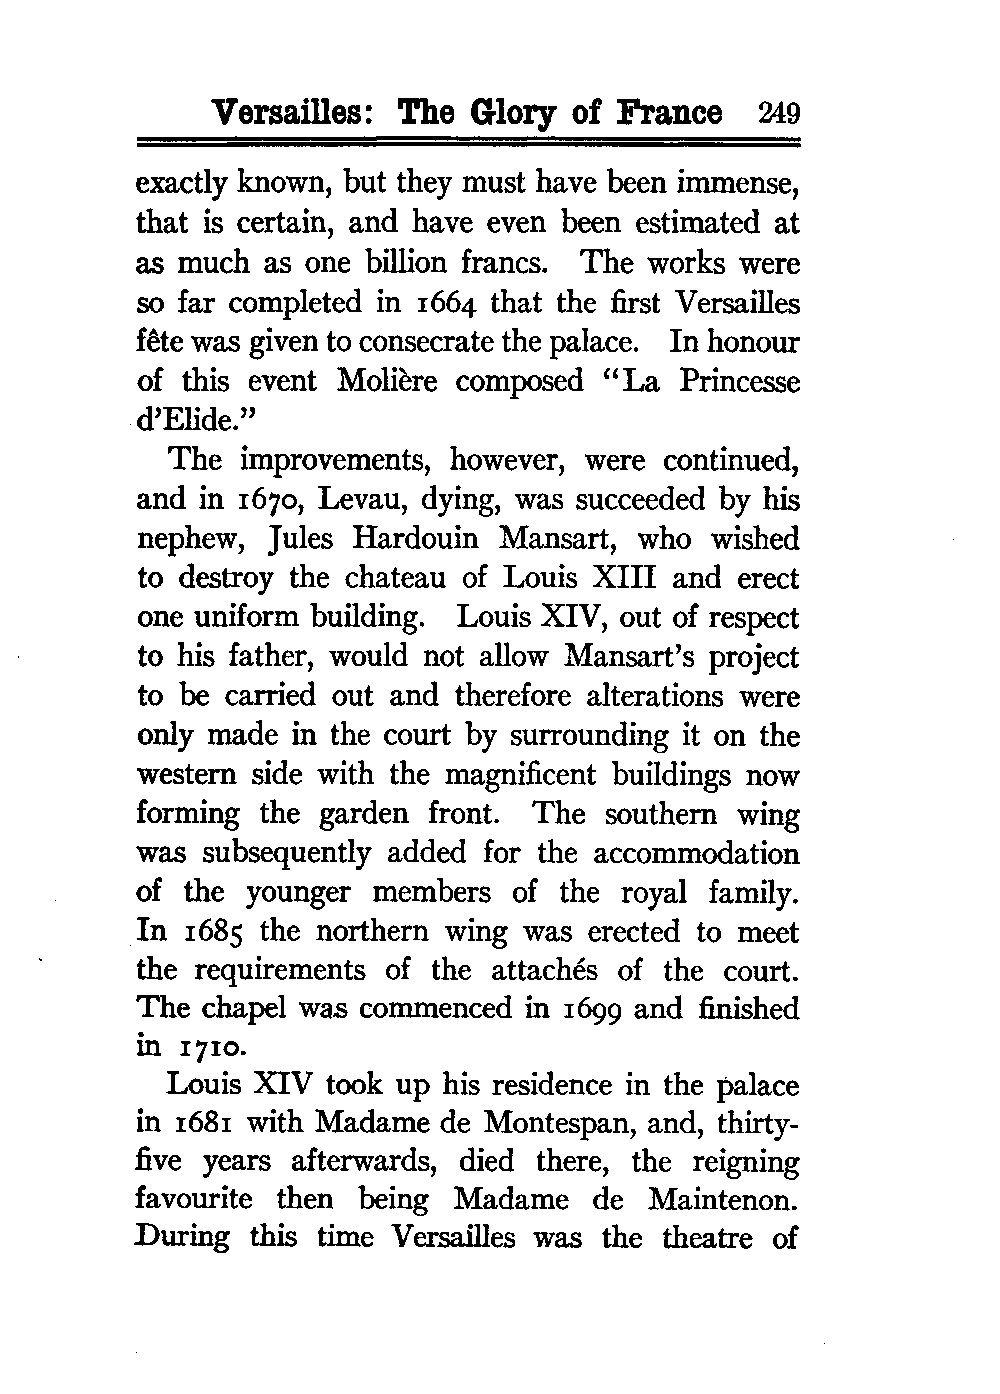 Versailles: The Glory of France 249
exactly known, but they must have been immense,
that is certain, and have even been estimated at
as much as one billion francs. The works were
so far completed in 1664 that the first Versailles
fête was given to consecrate the palace. In honour
of this event Molière composed “La Princesse
d’Elide.”
The improvements, however, were continued,
and in 1670, Levau, dying, was succeeded by his
nephew, Jules Hardouin Mansart, who wished
to destroy the chateau of Louis XIII and erect
one uniform building. Louis XIV, out of respect
to his father, would not allow Mansart’s project
to be carried out and therefore alterations were
only made in the court by surrounding it on the
western side with the magnificent buildings now
forming the garden front. The southern wing
was subsequently added for the accommodation
of the younger members of the royal family.
In 1685 the northern wing was erected to meet
the requirements of the attachés of the court.
The chapel was commenced in 1699 and finished
in 1710.
Louis XIV took up his residence in the palace
in 1681 with Madame de Montespan, and, thirty-
five years afterwards, died there, the reigning
favourite then being Madame de Maintenon.
During this time Versailles was the theatre of